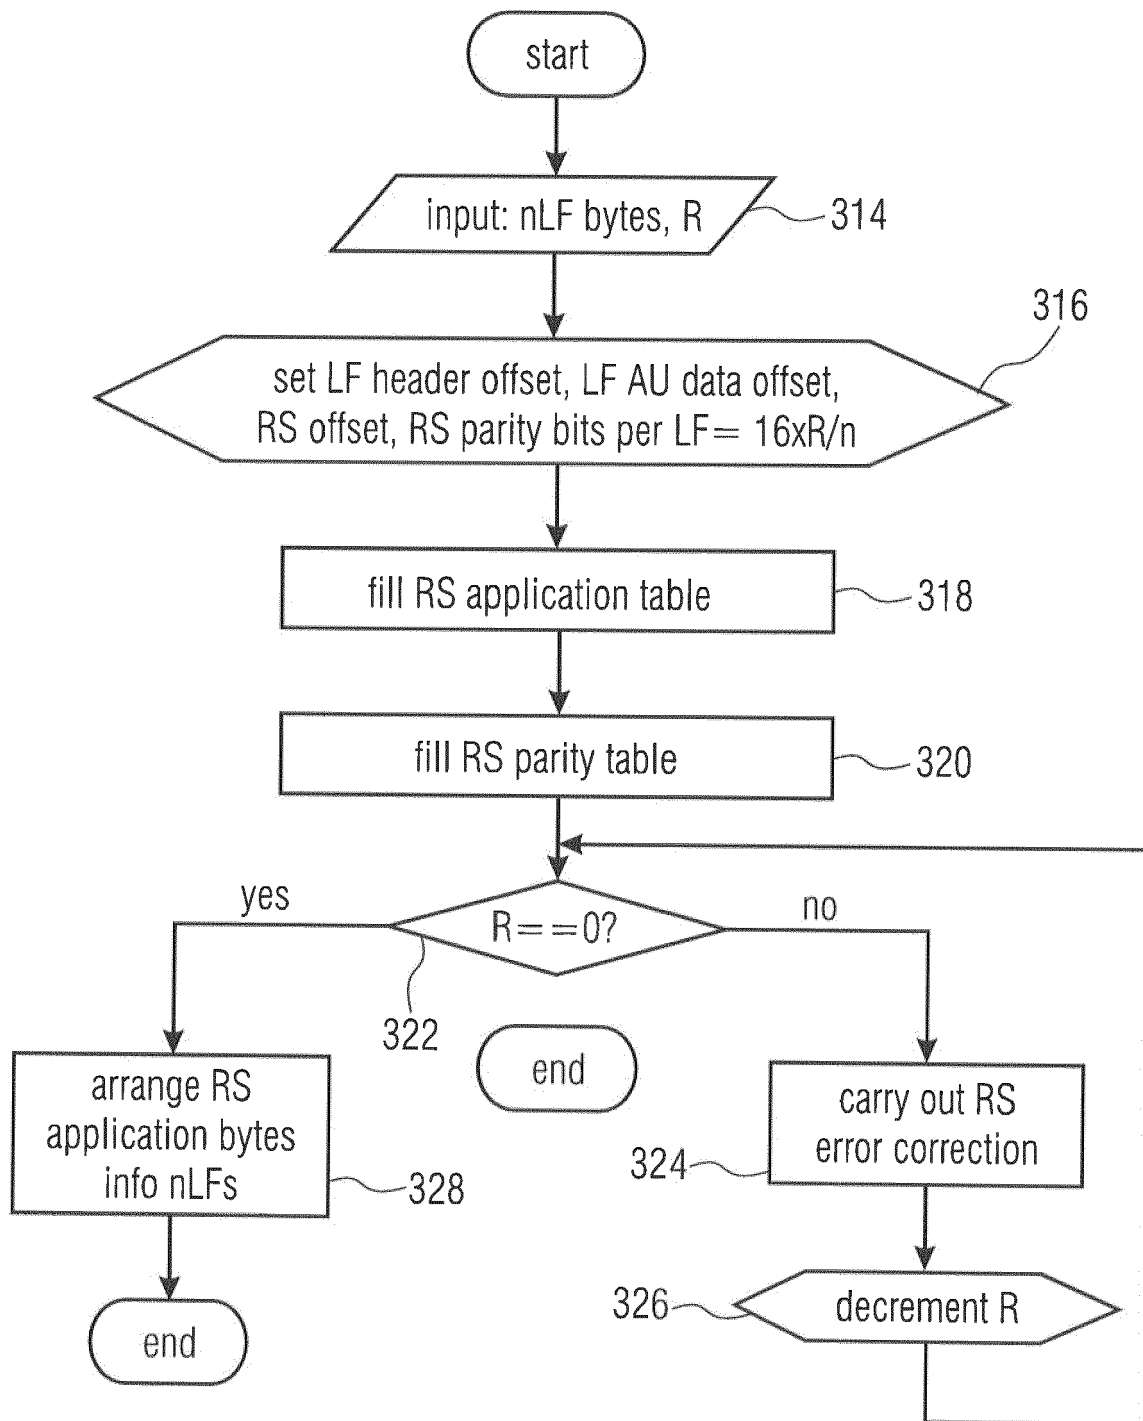 start
input: nLF bytes, R
314
316
set LF header offset, LF AU data offset,
RS offset, RS parity bits per LF= 16xR/n
fill RS application table
318
fill RS parity table
320
yes
no
R==0?
322
end
arrange RS
application bytes
info nLFs
328
carry out RS
error correction
324
326
decrement R
end